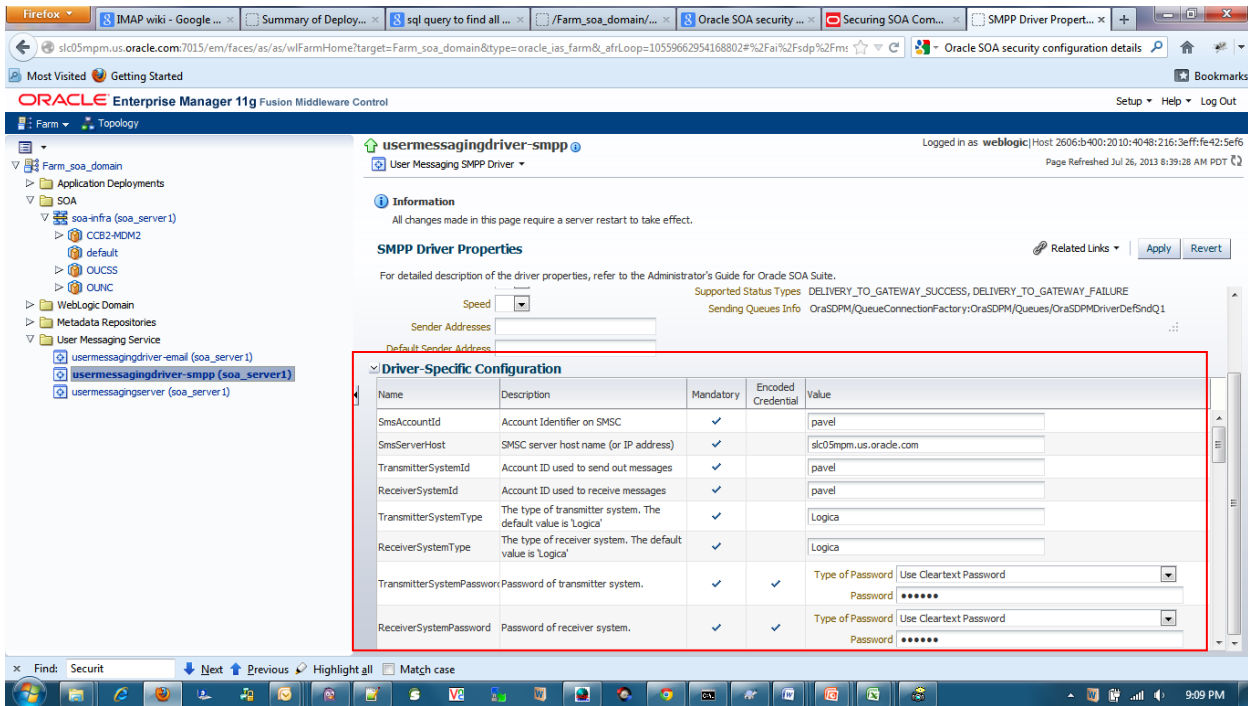 Firefox
IMAP wiki - Google ...
Summary of Deploy...
sql query to find all ...
/Farm_soa_domain/...
Oracle SOA security ...
Securing SOA Com...
SMPP Driver Propert...
slc05mpm.us.oracle.com:7015/em/faces/as/as/wlFarmHome?target=Farm_soa_domain&type=oracle_ias_farm&_afrLoop=10559662954168802#%2Fai%2Fsdp%2Fm
Oracle SOA security configuration details
Most Visited Getting Started
Bookmarks
ORACLE Enterprise Manager 11g Fusion Middleware Control
Setup Help Log Out
Farm Topology
Farm_soa_domain
Application Deployments
SOA
soa-infra (soa_server1)
CCB2-MDM2
default
OUCSS
OUNC
WebLogic Domain
Metadata Repositories
User Messaging Service
usermessagingdriver-email (soa_server1)
usermessagingdriver-smpp (soa_server1)
usermessagingserver (soa_server1)
usermessagingdriver-smpp
Logged in as weblogic|Host 2606:b400:2010:4048:216:3eff:fe42:5ef6
User Messaging SMPP Driver
Page Refreshed Jul 26, 2013 8:39:28 AM PDT
Information
All changes made in this page require a server restart to take effect.
SMPP Driver Properties
Related Links Apply Revert
For detailed description of the driver properties, refer to the Administrator's Guide for Oracle SOA Suite.
Speed
Supported Status Types DELIVERY_TO_GATEWAY_SUCCESS, DELIVERY_TO_GATEWAY_FAILURE
Sending Queues Info OraSDPM/QueueConnectionFactory:OraSDPM/Queues/OraSDPMDriverDefSndQ1
Sender Addresses
Default Sender Address
Driver-Specific Configuration
Name Description Mandatory Encoded Credential Value
SmsAccountId Account Identifier on SMSC pavel
SmsServerHost SMSC server host name (or IP address) slc05mpm.us.oracle.com
TransmitterSystemId Account ID used to send out messages pavel
ReceiverSystemId Account ID used to receive messages pavel
TransmitterSystemType The type of transmitter system. The default value is 'Logica' Logica
ReceiverSystemType The type of receiver system. The default value is 'Logica' Logica
TransmitterSystemPassword Password of transmitter system. Type of Password Use Cleartext Password
Password ••••••
ReceiverSystemPassword Password of receiver system. Type of Password Use Cleartext Password
Password ••••••
Find: Securit Next Previous Highlight all Match case
9:09 PM